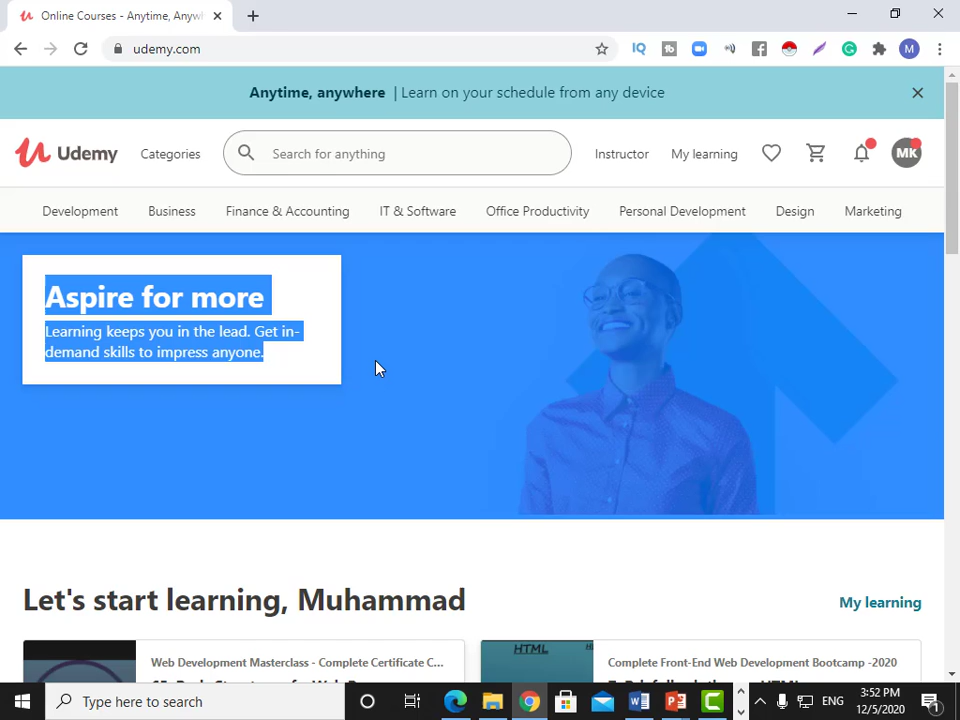 Online Courses - Anytime, Anyw
udemy.com
M
Anytime, anywhere | Learn on your schedule from any device
Udemy
Categories
Search for anything
Instructor
My learning
MK
Development
Business
Finance & Accounting
IT & Software
Office Productivity
Personal Development
Design
Marketing
Aspire for more
Learning keeps you in the lead. Get in-
demand skills to impress anyone.
Let's start learning, Muhammad
My learning
Web Development Masterclass - Complete Certificate C...
HTML
Complete Front-End Web Development Bootcamp -2020
Type here to search
ENG
3:52 PM
12/5/2020
1